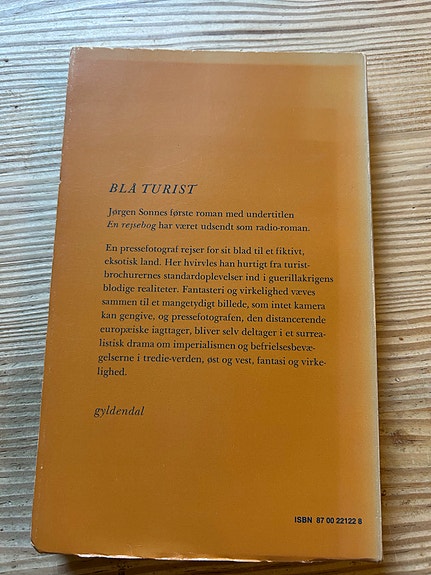 BLÅ TURIST
Jørgen Sonnes første roman med undertitlen
En rejsebog har været udsendt som radio-roman.
En pressefotograf rejser for sit blad til et fiktivt,
eksotisk land. Her hvirvles han hurtigt fra turist-
brochurernes standardoplevelser ind i guerillakrigens
blodige realiteter. Fantasteri og virkelighed væves
sammen til et mangetydigt billede, som intet kamera
kan gengive, og pressefotografen, den distancerende
europæiske iagtager, bliver selv deltager i et surrea-
listisk drama om imperialismen og befrielsesbevæ-
gelserne i tredie-verden, øst og vest, fantasi og virke-
lighed.
gyldendal
ISBN 87 00 22122 8